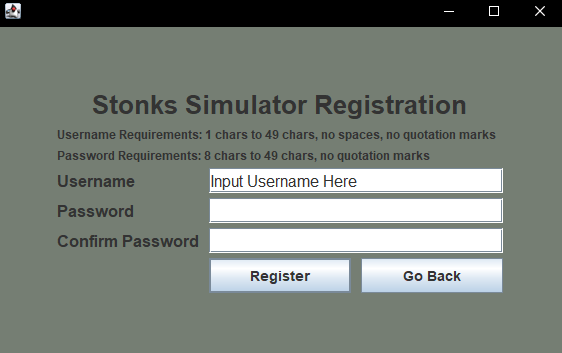 Stonks Simulator Registration
Username Requirements: 1 chars to 49 chars, no spaces, no quotation marks
Password Requirements: 8 chars to 49 chars, no quotation marks
Username Input Username Here
Password
Confirm Password
Register Go Back